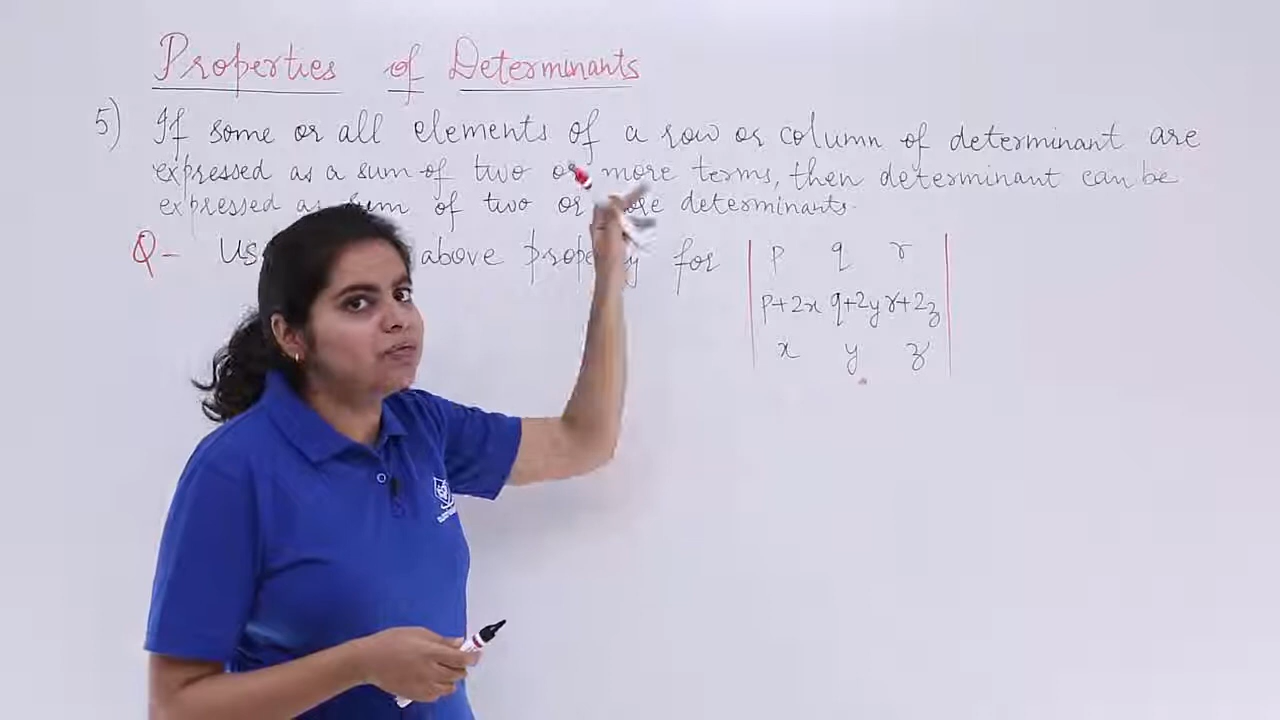 Properties of Determinants
5) If some or all elements of a row or column of determinant are
expressed as a sum of two or more terms, then determinant can be
expressed as sum of two or more determinants.
Q- above property for
p q r
p+2x q+2y r+2z
x y z